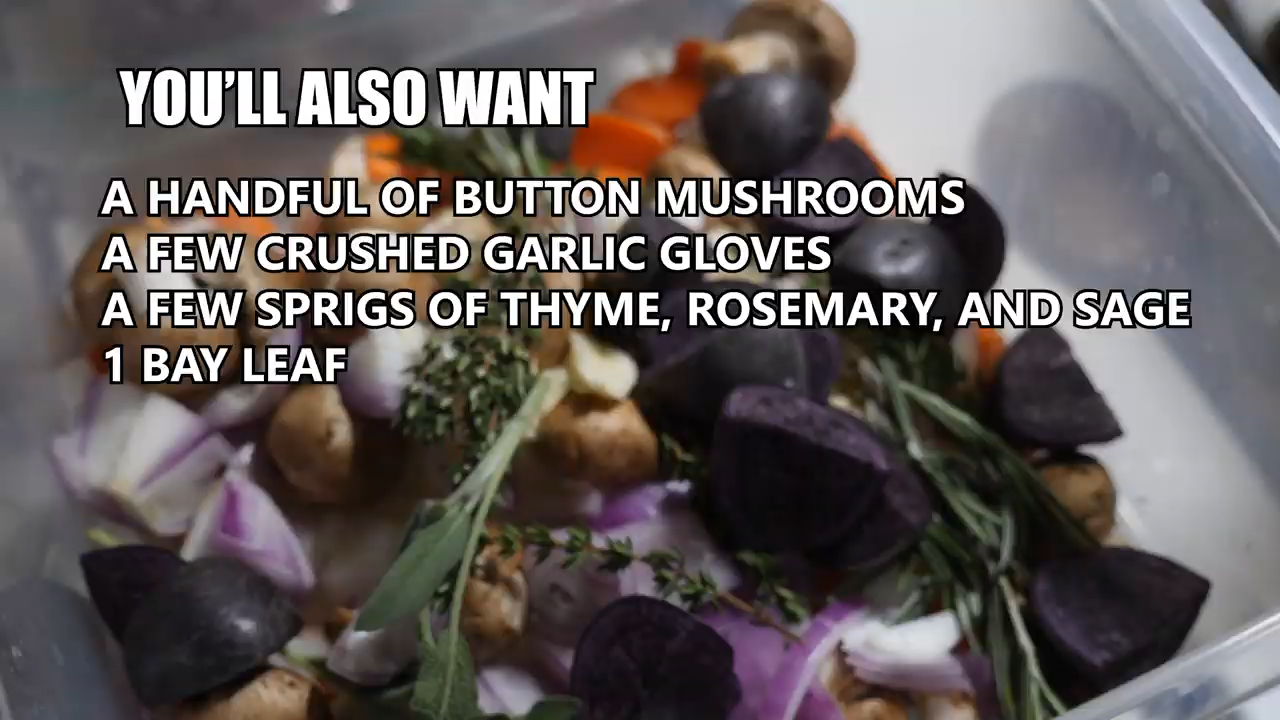 YOU'LL ALSO WANT
A HANDFUL OF BUTTON MUSHROOMS
A FEW CRUSHED GARLIC GLOVES
A FEW SPRIGS OF THYME, ROSEMARY, AND SAGE
1 BAY LEAF